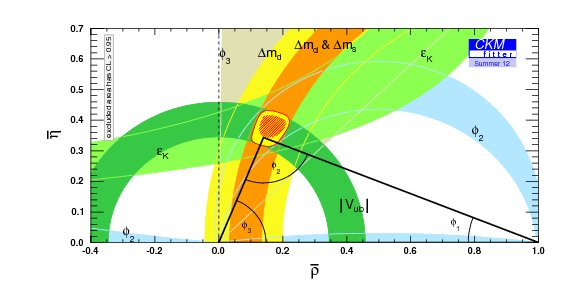 0.7
0.6
0.5
0.4
0.3
0.2
0.1
0.0
-0.4
-0.2
0.0
0.2
0.4
0.6
0.8
1.0
η̅
ρ̅
excluded area has CL > 0.95
ϕ3
Δmd
Δmd & Δms
εK
CKM
fitter
Summer 12
ϕ2
εK
ϕ2
|Vub|
ϕ3
ϕ1
ϕ2